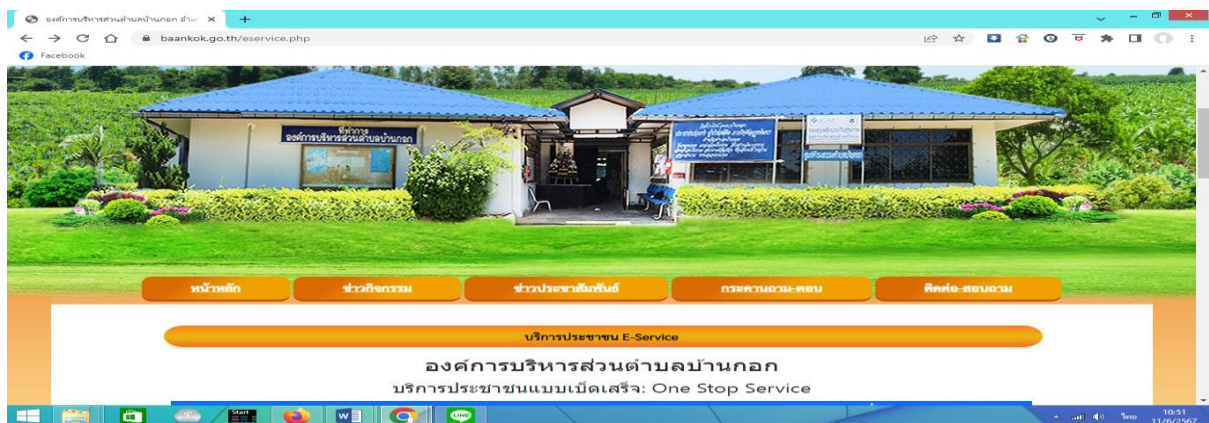 องค์การบริหารส่วนตำบลบ้านกอก อำเภ
baankok.go.th/eservice.php
Facebook
ที่ทำการ
องค์การบริหารส่วนตำบลบ้านกอก
หน้าหลัก
ข่าวกิจกรรม
ข่าวประชาสัมพันธ์
กระดานถาม-ตอบ
ติดต่อ-สอบถาม
บริการประชาชน E-Service
องค์การบริหารส่วนตำบลบ้านกอก
บริการประชาชนแบบเบ็ดเสร็จ: One Stop Service
Start
LINE
ไทย
10:51
11/6/2567